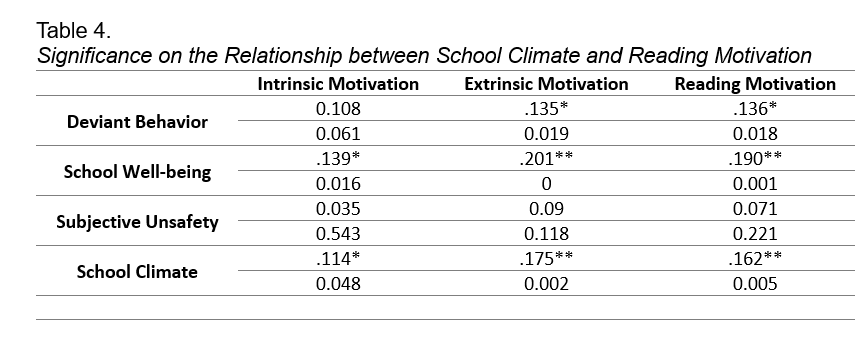 Table 4.
Significance on the Relationship between School Climate and Reading Motivation
Intrinsic Motivation Extrinsic Motivation Reading Motivation
Deviant Behavior 0.108 .135* .136*
0.061 0.019 0.018
School Well-being .139* .201** .190**
0.016 0 0.001
Subjective Unsafety 0.035 0.09 0.071
0.543 0.118 0.221
School Climate .114* .175** .162**
0.048 0.002 0.005